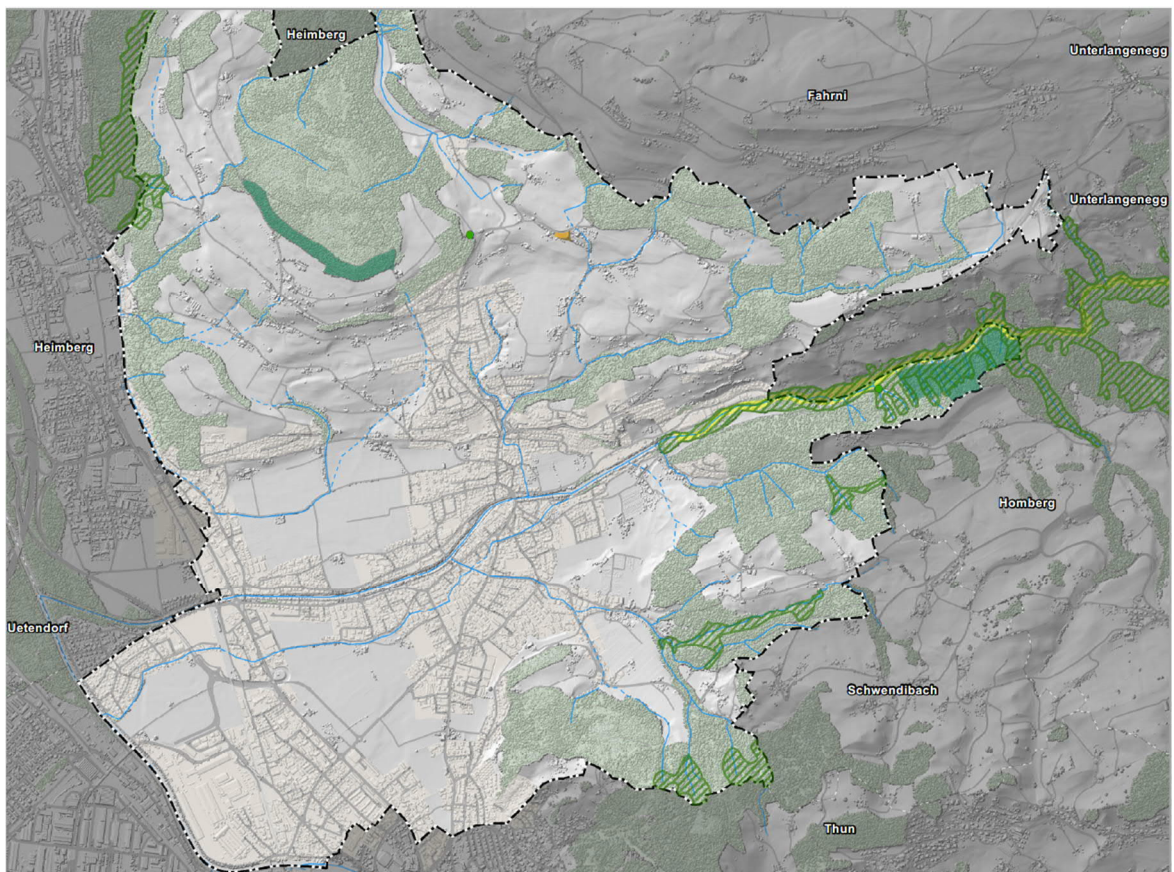 Heimberg
Unterlangenegg
Fahrni
Unterlangenegg
Heimberg
Homberg
Uetendorf
Schwendibach
Thun